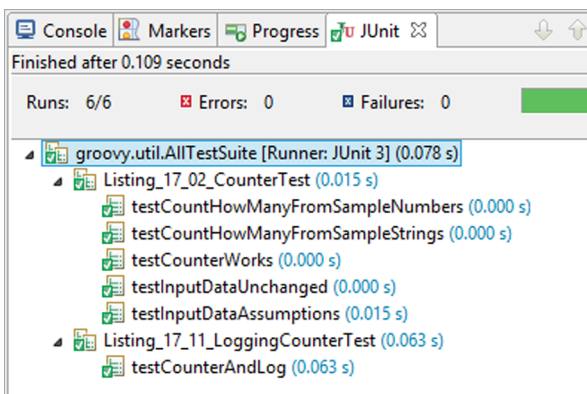 Console Markers Progress JUnit
Finished after 0.109 seconds
Runs: 6/6 Errors: 0 Failures: 0
groovy.util.AllTestSuite [Runner: JUnit 3] (0.078 s)
Listing_17_02_CounterTest (0.015 s)
testCountHowManyFromSampleNumbers (0.000 s)
testCountHowManyFromSampleStrings (0.000 s)
testCounterWorks (0.000 s)
testInputDataUnchanged (0.000 s)
testInputDataAssumptions (0.015 s)
Listing_17_11_LoggingCounterTest (0.063 s)
testCounterAndLog (0.063 s)